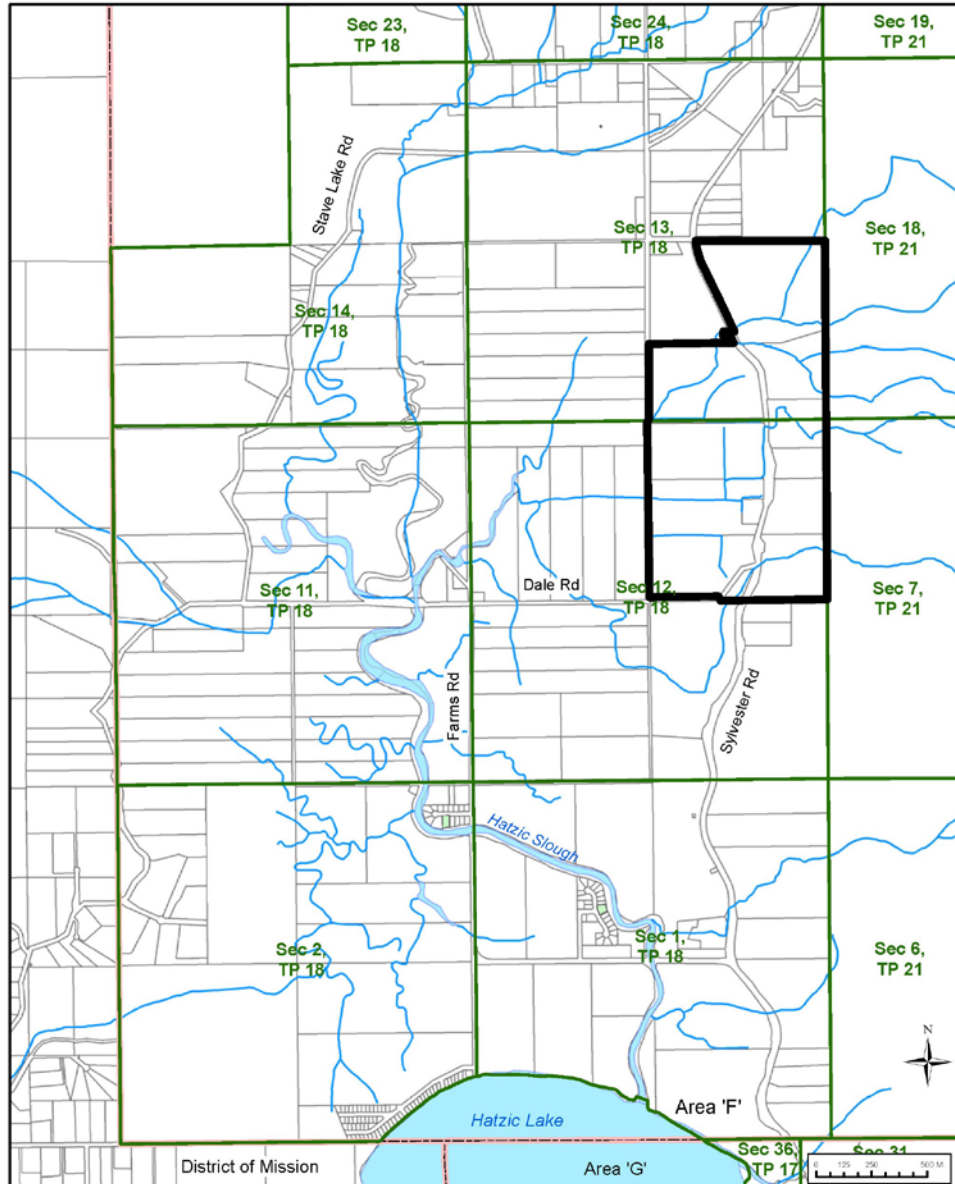 Sec 23,
TP 18
Sec 24,
TP 18
Sec 19,
TP 21
Stave Lake Rd
Sec 13,
TP 18
Sec 18,
TP 21
Sec 14,
TP 18
Dale Rd
Sec 11,
TP 18
Sec 12,
TP 18
Sec 7,
TP 21
Farms Rd
Sylvester Rd
Hatzic Slough
Sec 2,
TP 18
Sec 1,
TP 18
Sec 6,
TP 21
N
Area 'F'
Hatzic Lake
Sec 36,
TP 17
Sec 31
District of Mission
Area 'G'
0 125 250 500 M